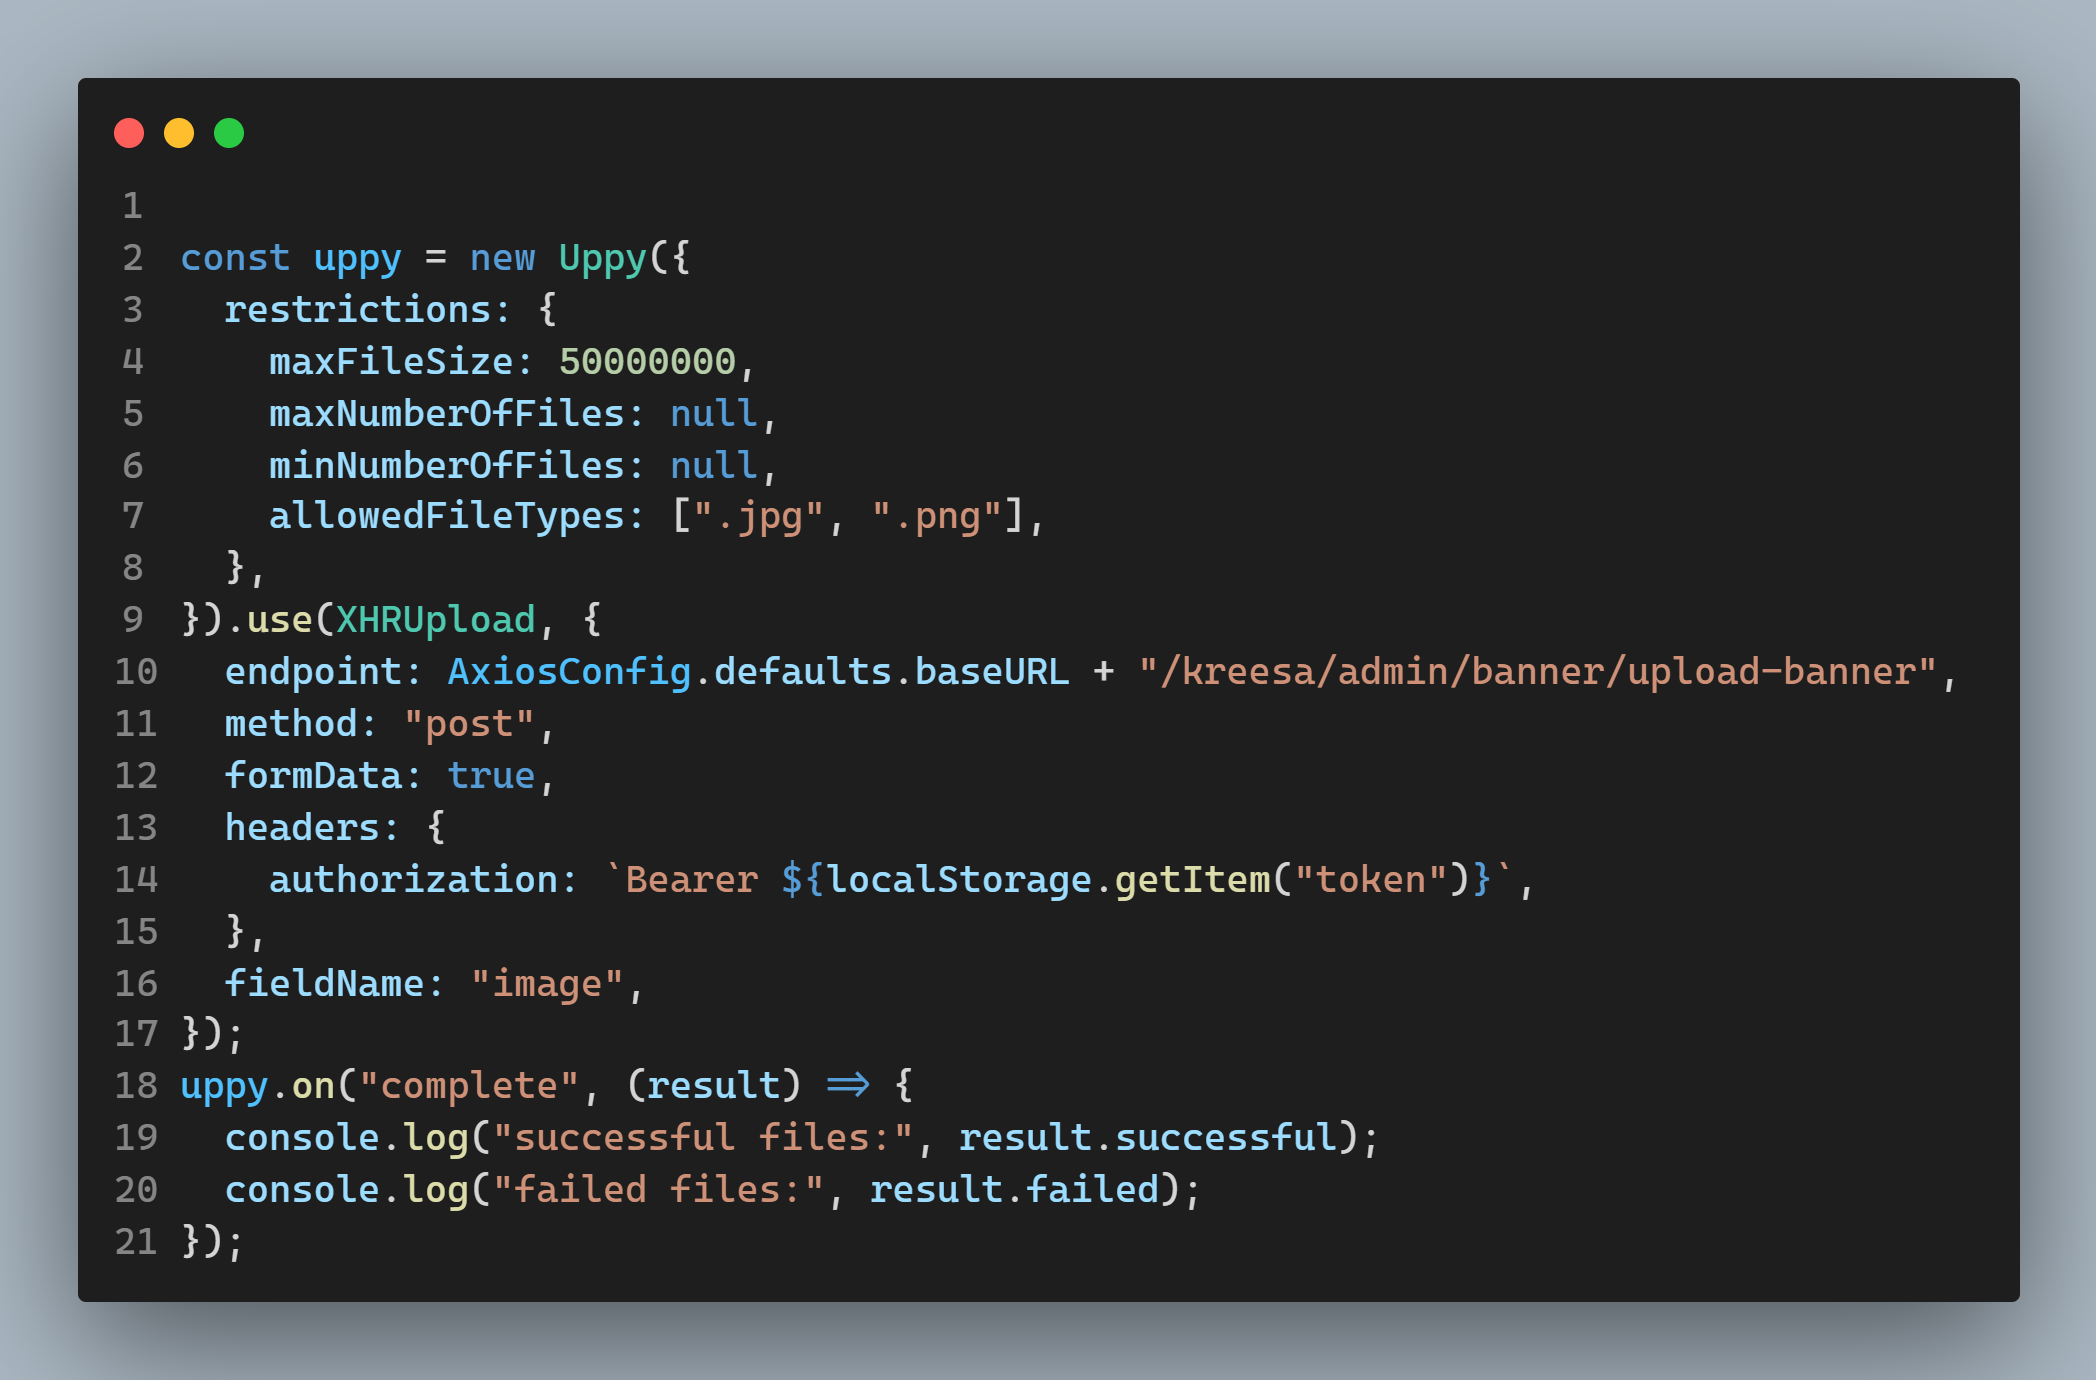 1
2 const uppy = new Uppy({
3   restrictions: {
4     maxFileSize: 50000000,
5     maxNumberOfFiles: null,
6     minNumberOfFiles: null,
7     allowedFileTypes: [".jpg", ".png"],
8   },
9 }).use(XHRUpload, {
10   endpoint: AxiosConfig.defaults.baseURL + "/kreesa/admin/banner/upload-banner",
11   method: "post",
12   formData: true,
13   headers: {
14     authorization: `Bearer ${localStorage.getItem("token")}`,
15   },
16   fieldName: "image",
17 });
18 uppy.on("complete", (result) => {
19   console.log("successful files:", result.successful);
20   console.log("failed files:", result.failed);
21 });